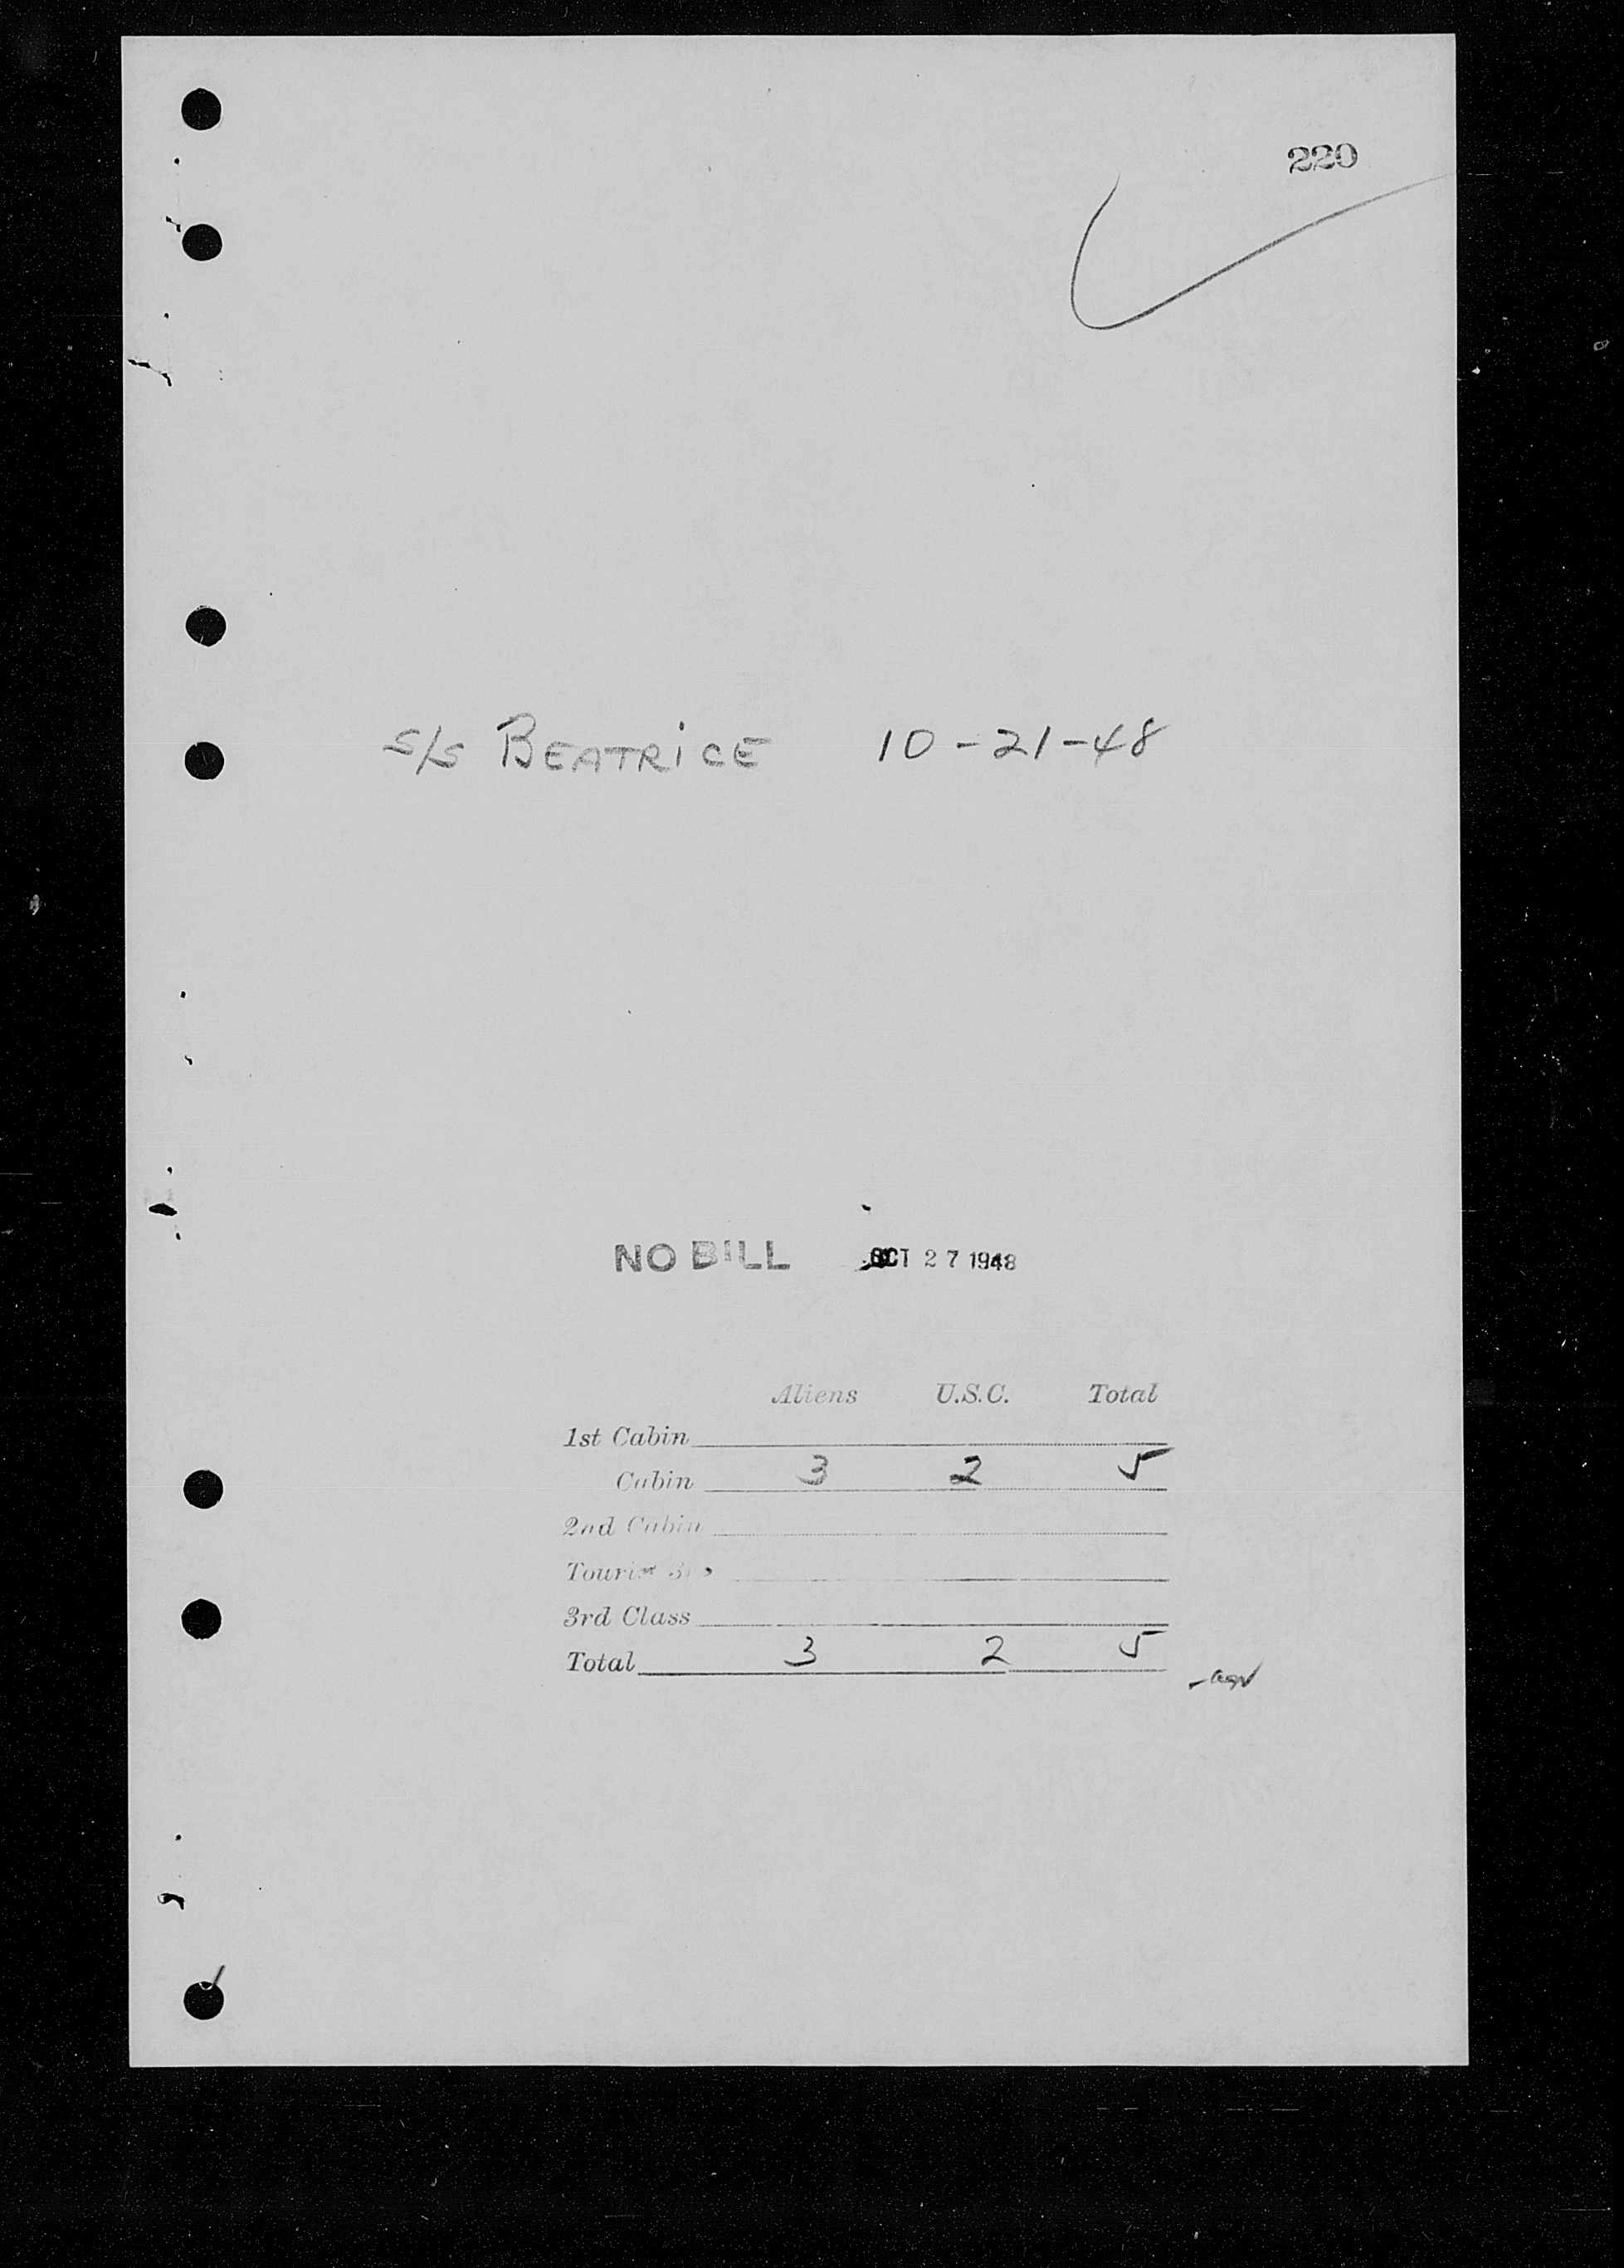 220
S/S BEATRICE 10-21-48
NO BILL OCT 27 1948
Aliens U.S.C. Total
1st Cabin
Cabin 3 2 5
2nd Cabin
Tourist
3rd Class
Total 3 2 5